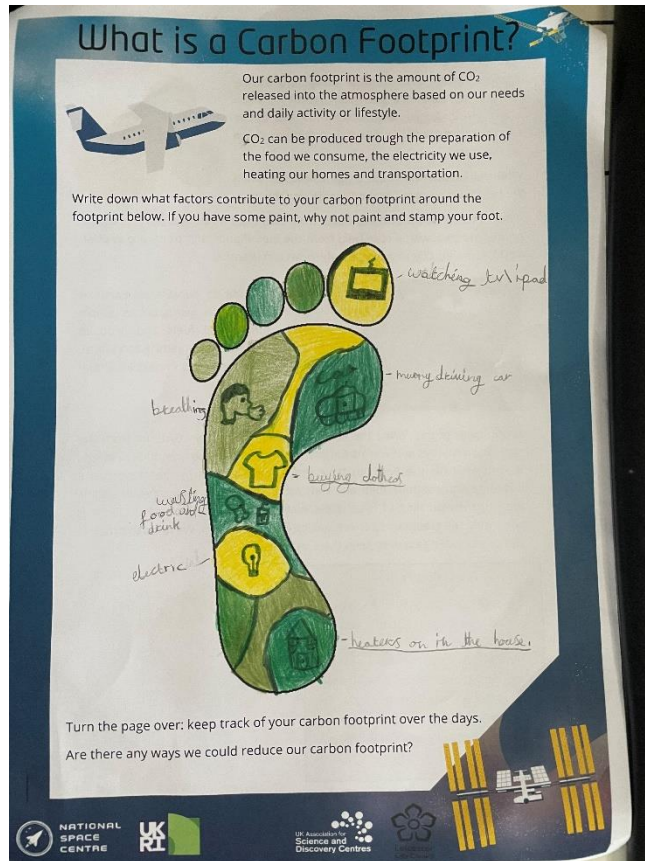 What is a Carbon Footprint?
Our carbon footprint is the amount of CO₂
released into the atmosphere based on our needs
and daily activity or lifestyle.
CO₂ can be produced trough the preparation of
the food we consume, the electricity we use,
heating our homes and transportation.
Write down what factors contribute to your carbon footprint around the
footprint below. If you have some paint, why not paint and stamp your foot.
watching tv\ipad
driving car
breathing
buying clothes
wasting
food
drink
electric
heaters on in the house.
Turn the page over: keep track of your carbon footprint over the days.
Are there any ways we could reduce our carbon footprint?
NATIONAL
SPACE
CENTRE
UK
RI
UK Association for
Science and
Discovery Centres